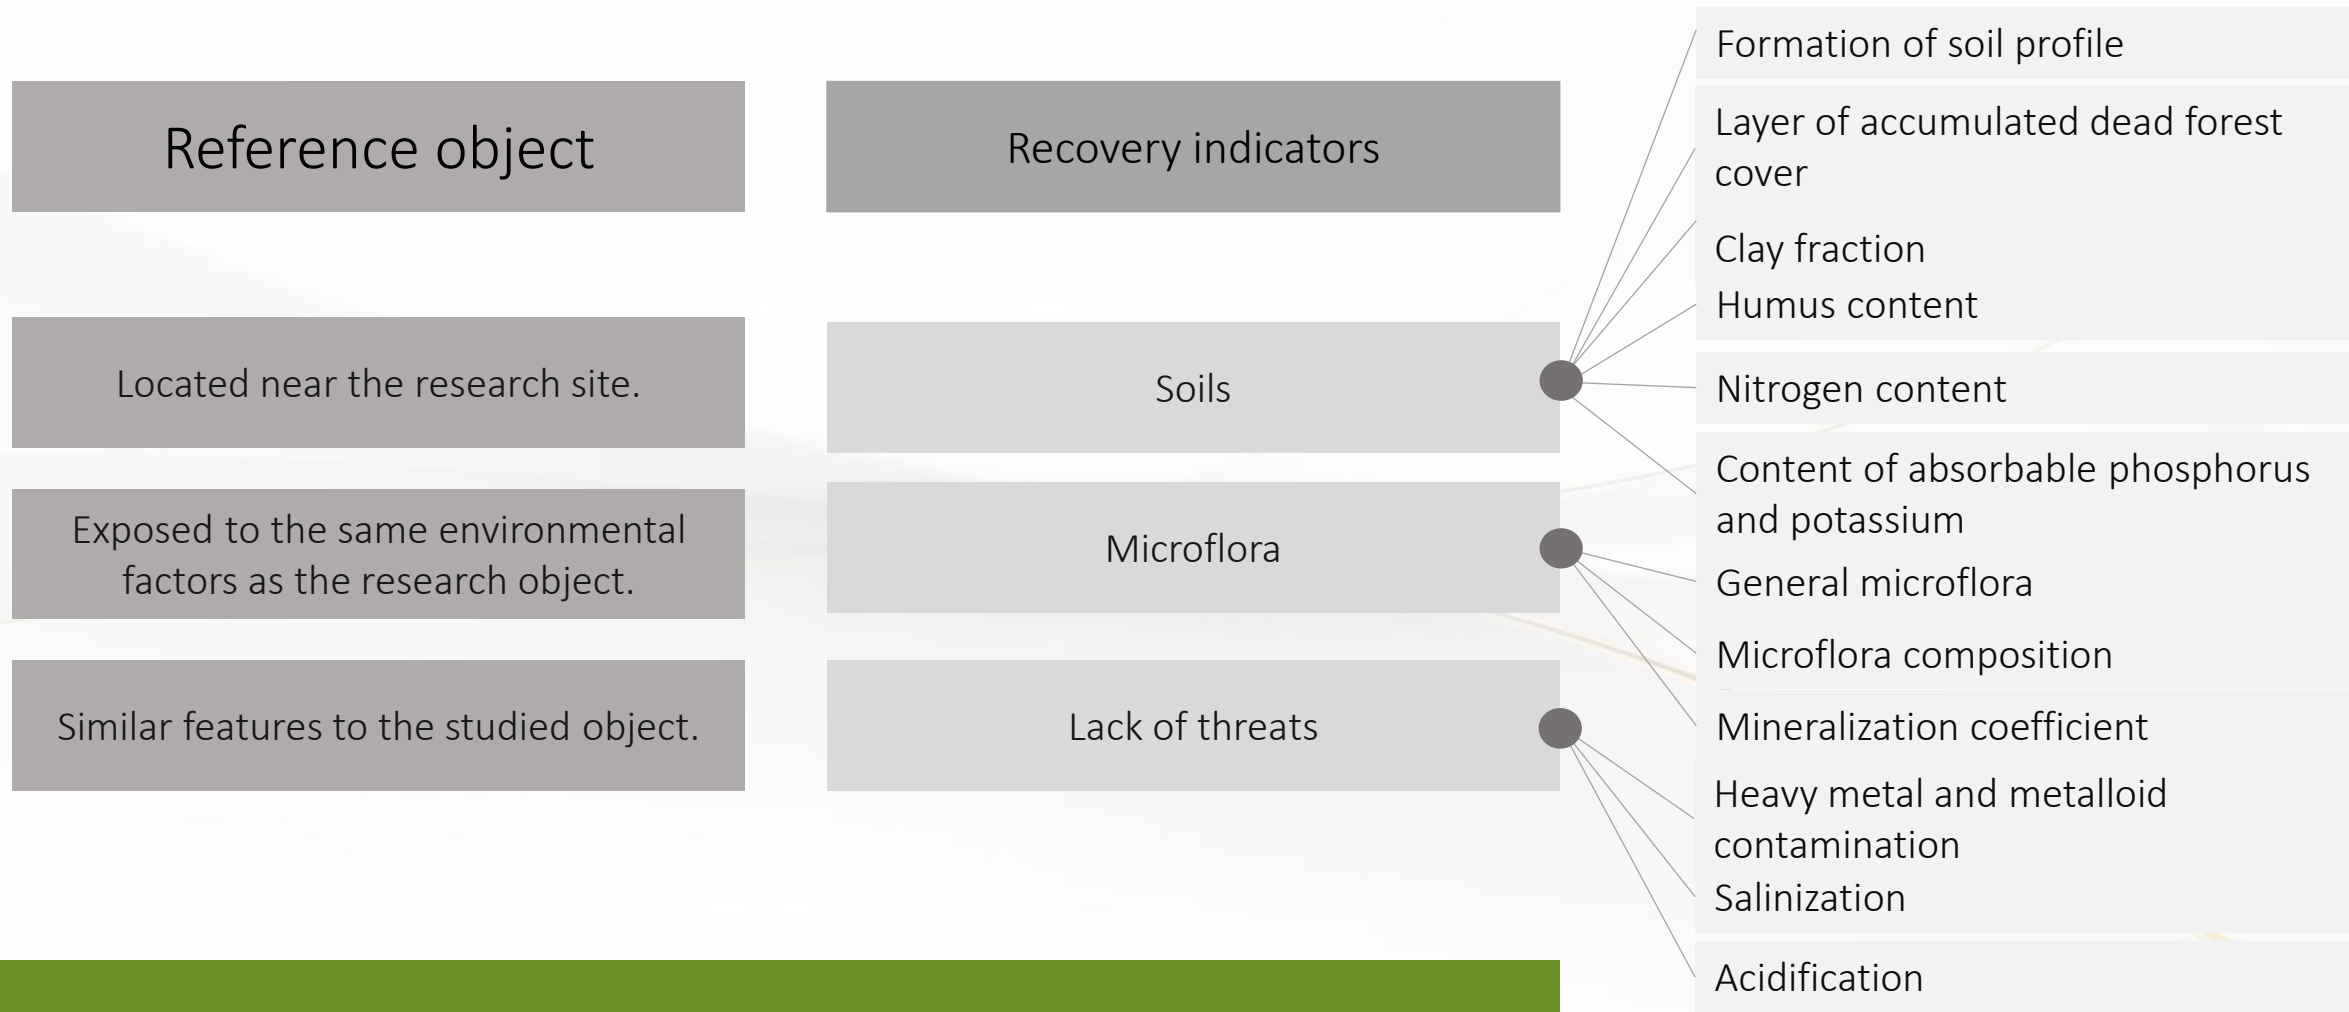 Reference object
Located near the research site.
Exposed to the same environmental
factors as the research object.
Similar features to the studied object.
Recovery indicators
Soils
Microflora
Lack of threats
Formation of soil profile
Layer of accumulated dead forest
cover
Clay fraction
Humus content
Nitrogen content
Content of absorbable phosphorus
and potassium
General microflora
Microflora composition
Mineralization coefficient
Heavy metal and metalloid
contamination
Salinization
Acidification